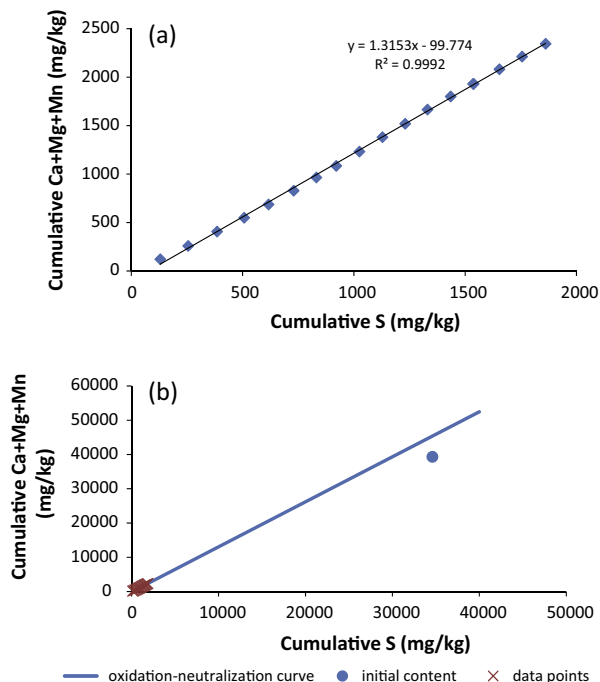 (a)
y = 1.3153x - 99.774
R² = 0.9992
Cumulative Ca+Mg+Mn (mg/kg)
2500
2000
1500
1000
500
0
0 500 1000 1500 2000
Cumulative S (mg/kg)
(b)
Cumulative Ca+Mg+Mn
(mg/kg)
60000
50000
40000
30000
20000
10000
0
0 10000 20000 30000 40000 50000
Cumulative S (mg/kg)
oxidation-neutralization curve initial content data points